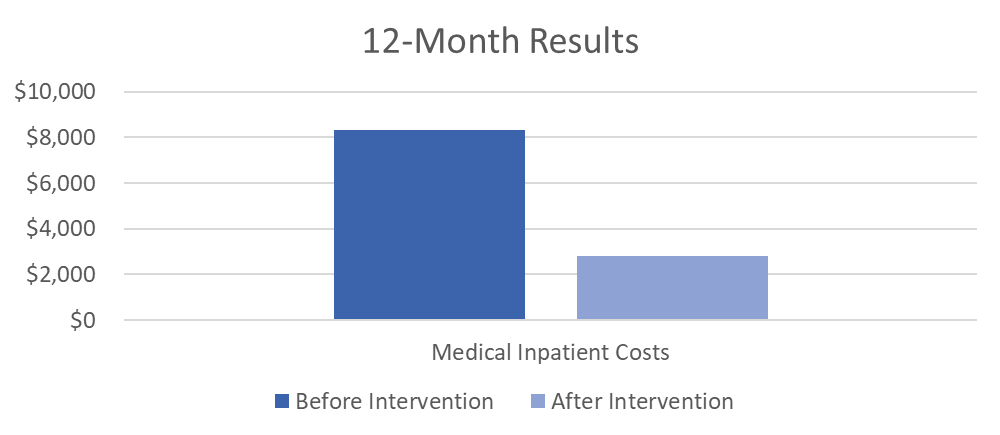 12-Month Results
$10,000
$8,000
$6,000
$4,000
$2,000
$0
Medical Inpatient Costs
Before Intervention
After Intervention